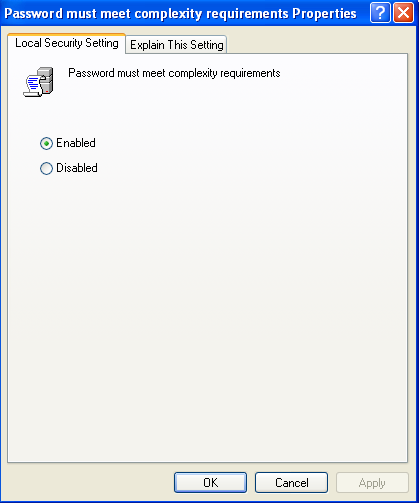 Password must meet complexity requirements Properties
Local Security Setting
Explain This Setting
Password must meet complexity requirements
Enabled
Disabled
OK
Cancel
Apply